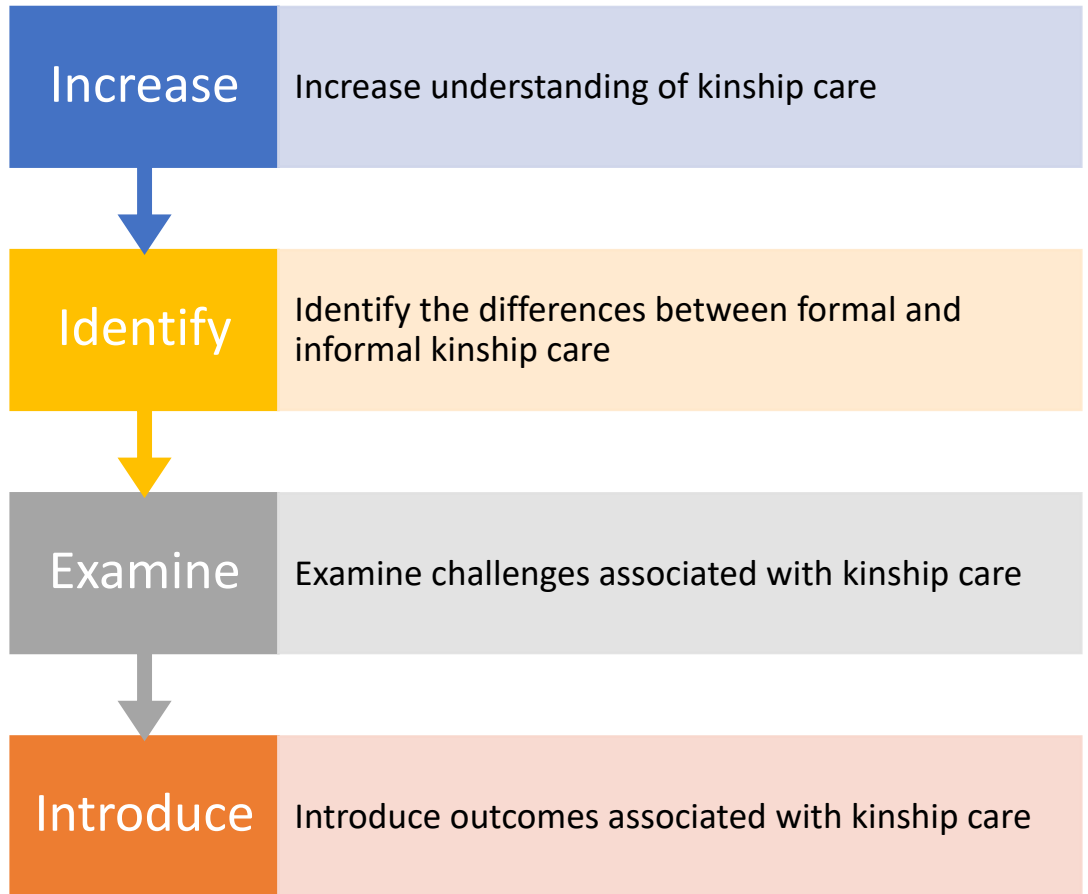 Increase
Increase understanding of kinship care
Identify
Identify the differences between formal and
informal kinship care
Examine
Examine challenges associated with kinship care
Introduce
Introduce outcomes associated with kinship care